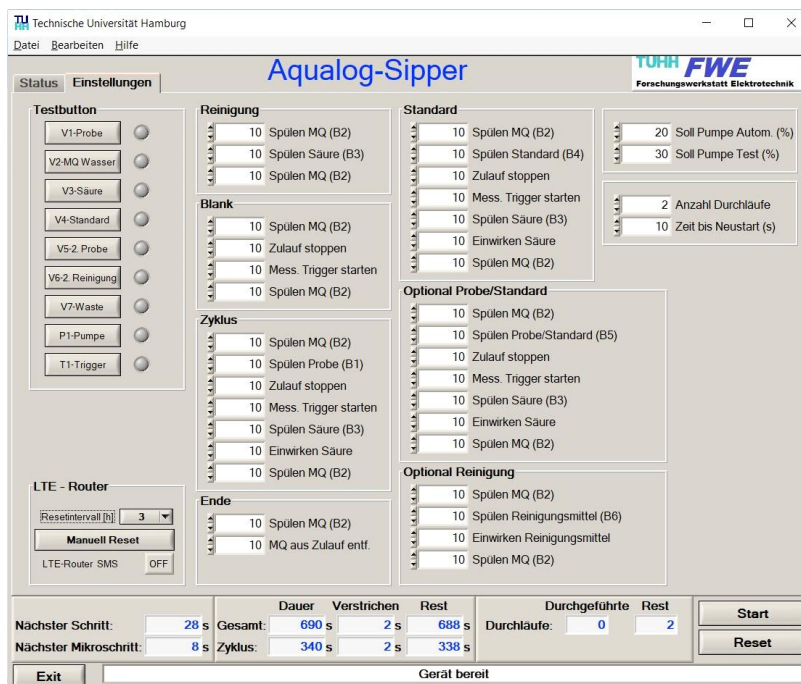 TU
HH Technische Universität Hamburg
Datei Bearbeiten Hilfe
Status Einstellungen
Aqualog-Sipper
TUHH FWE
Forschungswerkstatt Elektrotechnik
Testbutton
V1-Probe
V2-MQ Wasser
V3-Säure
V4-Standard
V5-2. Probe
V6-2. Reinigung
V7-Waste
P1-Pumpe
T1-Trigger
LTE - Router
Resetintervall [h] 3
Manuell Reset
LTE-Router SMS OFF
Reinigung
10 Spülen MQ (B2)
10 Spülen Säure (B3)
10 Spülen MQ (B2)
Blank
10 Spülen MQ (B2)
10 Zulauf stoppen
10 Mess. Trigger starten
10 Spülen MQ (B2)
Zyklus
10 Spülen MQ (B2)
10 Spülen Probe (B1)
10 Zulauf stoppen
10 Mess. Trigger starten
10 Spülen Säure (B3)
10 Einwirken Säure
10 Spülen MQ (B2)
Ende
10 Spülen MQ (B2)
10 MQ aus Zulauf entf.
Standard
10 Spülen MQ (B2)
10 Spülen Standard (B4)
10 Zulauf stoppen
10 Mess. Trigger starten
10 Spülen Säure (B3)
10 Einwirken Säure
10 Spülen MQ (B2)
Optional Probe/Standard
10 Spülen MQ (B2)
10 Spülen Probe/Standard (B5)
10 Zulauf stoppen
10 Mess. Trigger starten
10 Spülen Säure (B3)
10 Einwirken Säure
10 Spülen MQ (B2)
Optional Reinigung
10 Spülen MQ (B2)
10 Spülen Reinigungsmittel (B6)
10 Einwirken Reinigungsmittel
10 Spülen MQ (B2)
20 Soll Pumpe Autom. (%)
30 Soll Pumpe Test (%)
2 Anzahl Durchläufe
10 Zeit bis Neustart (s)
Nächster Schritt: 28 s
Nächster Mikroschritt: 8 s
Dauer Verstrichen Rest
Gesamt: 690 s 2 s 688 s
Zyklus: 340 s 2 s 338 s
Durchgeführte Rest
Durchläufe: 0 2
Start
Reset
Exit
Gerät bereit